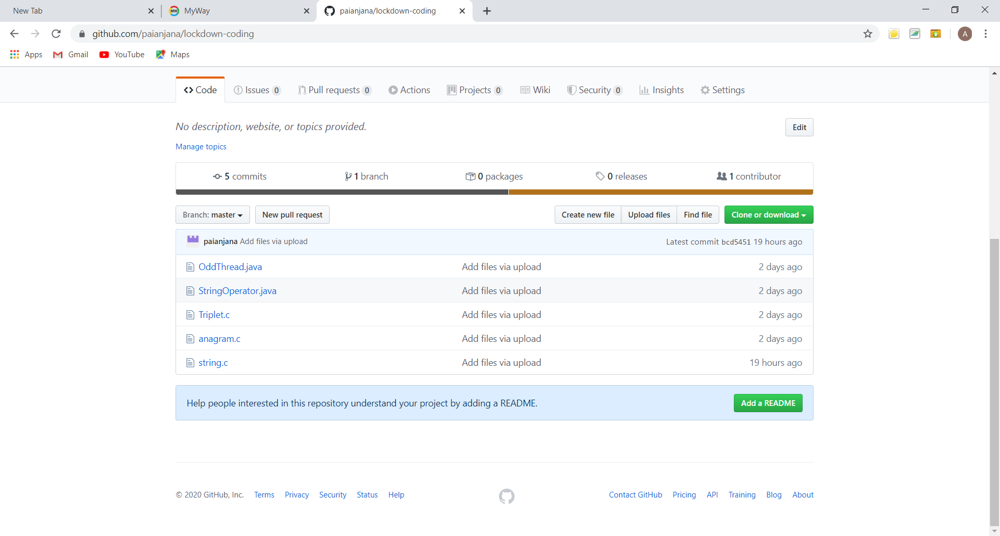 New Tab MyWay paianjana/lockdown-coding
github.com/paianjana/lockdown-coding A
Apps Gmail YouTube Maps
Code Issues 0 Pull requests 0 Actions Projects 0 Wiki Security 0 Insights Settings
No description, website, or topics provided. Edit
Manage topics
5 commits 1 branch 0 packages 0 releases 1 contributor
Branch: master New pull request Create new file Upload files Find file Clone or download
paianjana Add files via upload Latest commit bcd5451 19 hours ago
OddThread.java Add files via upload 2 days ago
StringOperator.java Add files via upload 2 days ago
Triplet.c Add files via upload 2 days ago
anagram.c Add files via upload 2 days ago
string.c Add files via upload 19 hours ago
Help people interested in this repository understand your project by adding a README. Add a README
© 2020 GitHub, Inc. Terms Privacy Security Status Help Contact GitHub Pricing API Training Blog About